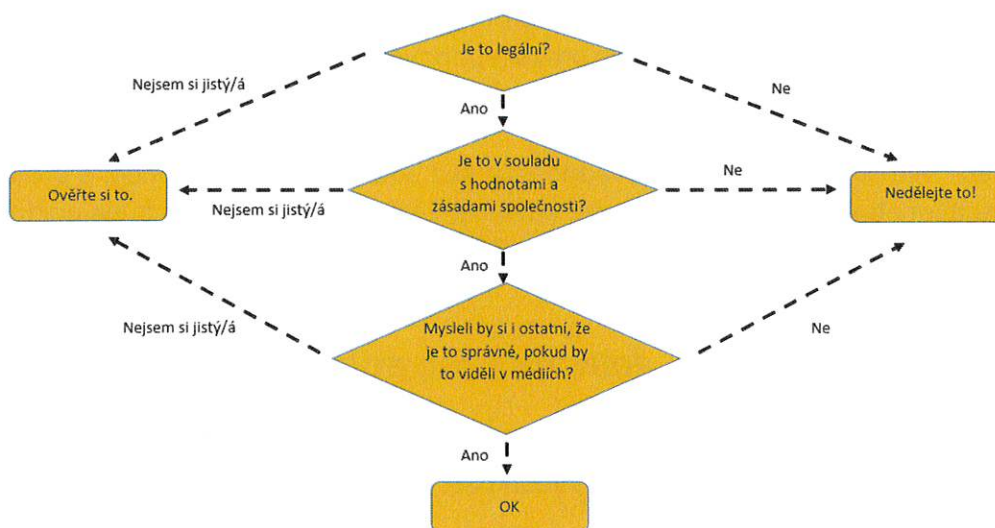 Je to legální?
Nejsem si jistý/á
Ne
Ano
Je to v souladu
s hodnotami a
zásadami společnosti?
Ověřte si to.
Nejsem si jistý/á
Ne
Nedělejte to!
Ano
Mysleli by si i ostatní, že
je to správné, pokud by
to viděli v médiích?
Nejsem si jistý/á
Ne
Ano
OK